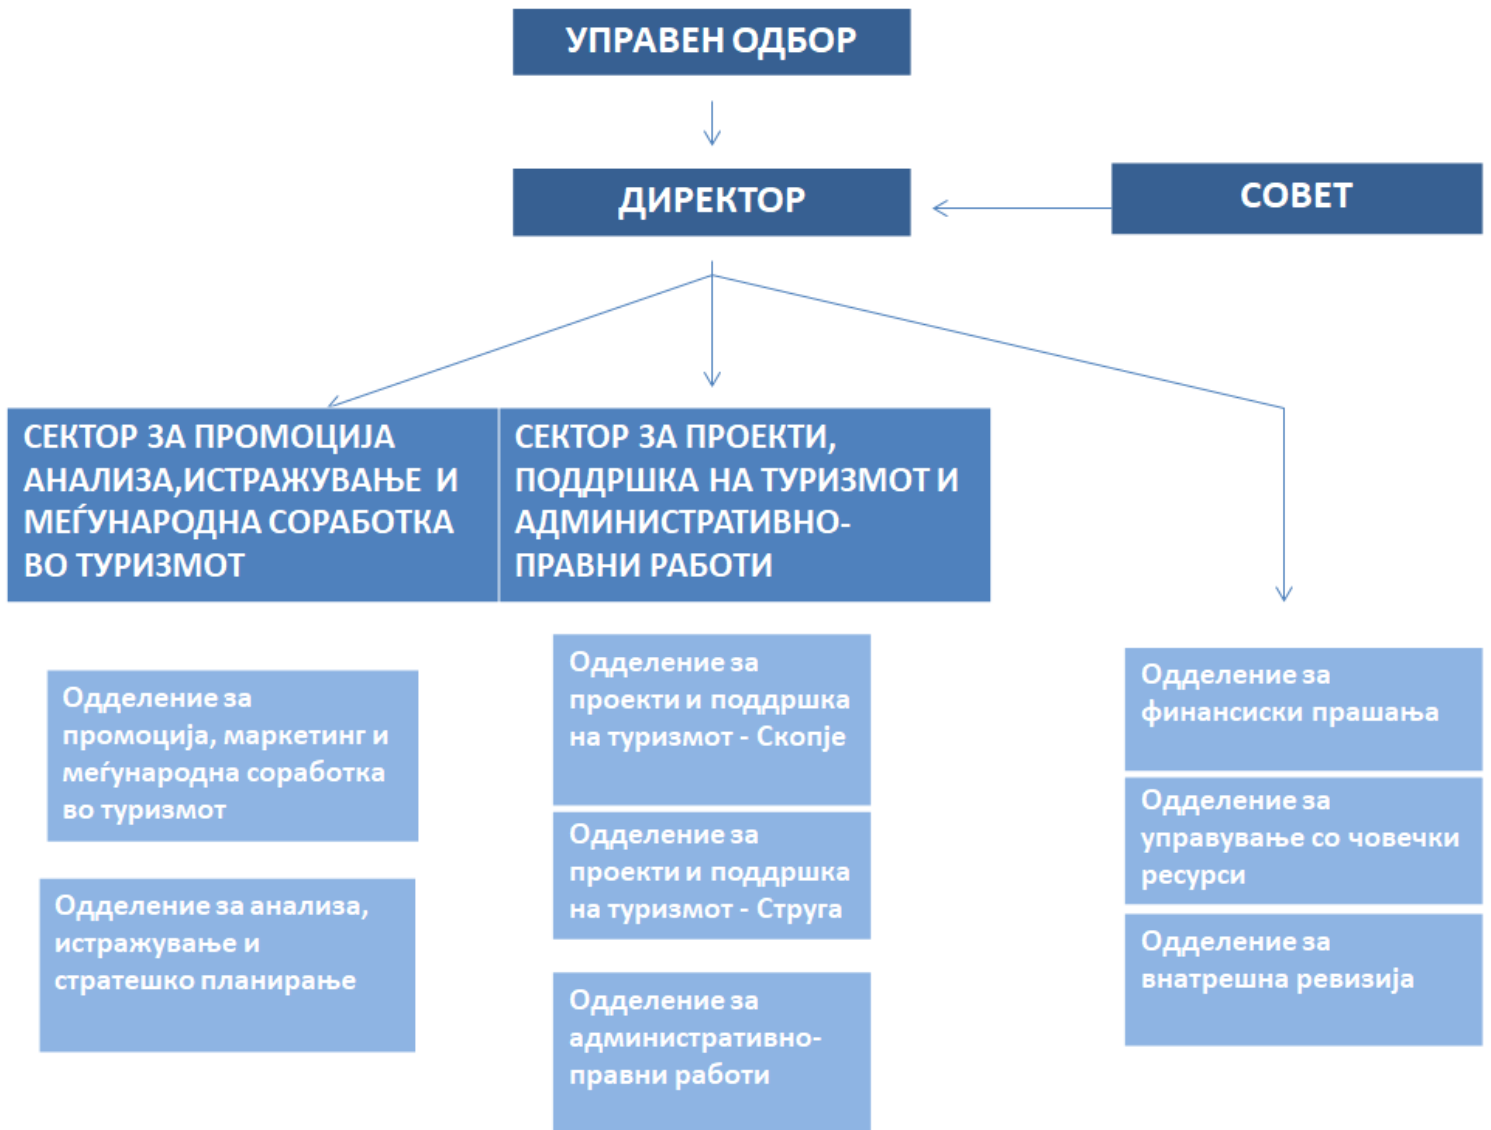 УПРАВЕН ОДБОР
ДИРЕКТОР
СОВЕТ
СЕКТОР ЗА ПРОМОЦИЈА
АНАЛИЗА,ИСТРАЖУВАЊЕ И
МЕЃУНАРОДНА СОРАБОТКА
ВО ТУРИЗМОТ
СЕКТОР ЗА ПРОЕКТИ,
ПОДДРШКА НА ТУРИЗМОТ И
АДМИНИСТРАТИВНО-
ПРАВНИ РАБОТИ
Одделение за
промоција, маркетинг и
меѓународна соработка
во туризмот
Одделение за анализа,
истражување и
стратешко планирање
Одделение за
проекти и поддршка
на туризмот - Скопје
Одделение за
проекти и поддршка
на туризмот - Струга
Одделение за
административно-
правни работи
Одделение за
финансиски прашања
Одделение за
управување со човечки
ресурси
Одделение за
внатрешна ревизија